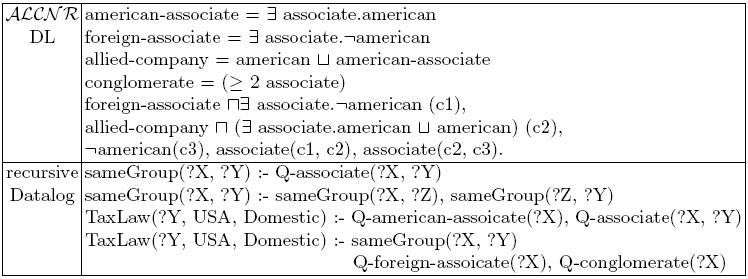 ALCNR american-associate = ∃ associate.american
DL foreign-associate = ∃ associate.¬american
allied-company = american ⊔ american-associate
conglomerate = (≥ 2 associate)
foreign-associate ⊓∃ associate.¬american (c1),
allied-company ⊓ (∃ associate.american ⊔ american) (c2),
¬american(c3), associate(c1, c2), associate(c2, c3).
recursive sameGroup(?X, ?Y) :- Q-associate(?X, ?Y)
Datalog sameGroup(?X, ?Y) :- sameGroup(?X, ?Z), sameGroup(?Z, ?Y)
TaxLaw(?Y, USA, Domestic) :- Q-american-assoicate(?X), Q-associate(?X, ?Y)
TaxLaw(?Y, USA, Domestic) :- sameGroup(?X, ?Y)
Q-foreign-assoicate(?X), Q-conglomerate(?X)